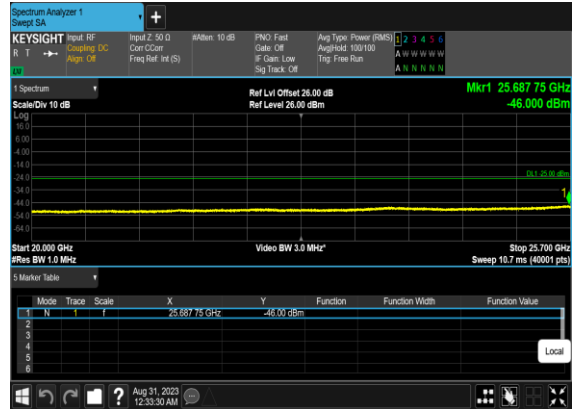 Spectrum Analyzer 1
Swept SA
+
KEYSIGHT Input: RF Input Z: 50 Ω #Atten: 10 dB PNO: Fast Avg Type: Power (RMS) 1 2 3 4 5 6
R T Coupling: DC Corr CCorr Gate: Off Avg|Hold: 100/100 A W W W W W
Align: Off Freq Ref: Int (S) IF Gain: Low Trig: Free Run
Sig Track: Off A N N N N N
1 Spectrum Ref Lvl Offset 26.00 dB Mkr1 25.687 75 GHz
Scale/Div 10 dB Ref Level 26.00 dBm -46.000 dBm
Log
16.0
6.00
-4.00
-14.0
-24.0 DL1 -25.00 dBm
-34.0 1
-44.0
-54.0
-64.0
Start 20.000 GHz Video BW 3.0 MHz* Stop 25.700 GHz
#Res BW 1.0 MHz Sweep 10.7 ms (40001 pts)
5 Marker Table
Mode Trace Scale X Y Function Function Width Function Value
1 N 1 f 25.687 75 GHz -46.00 dBm
2
3
4
5
6
Local
? Aug 31, 2023
12:33:30 AM